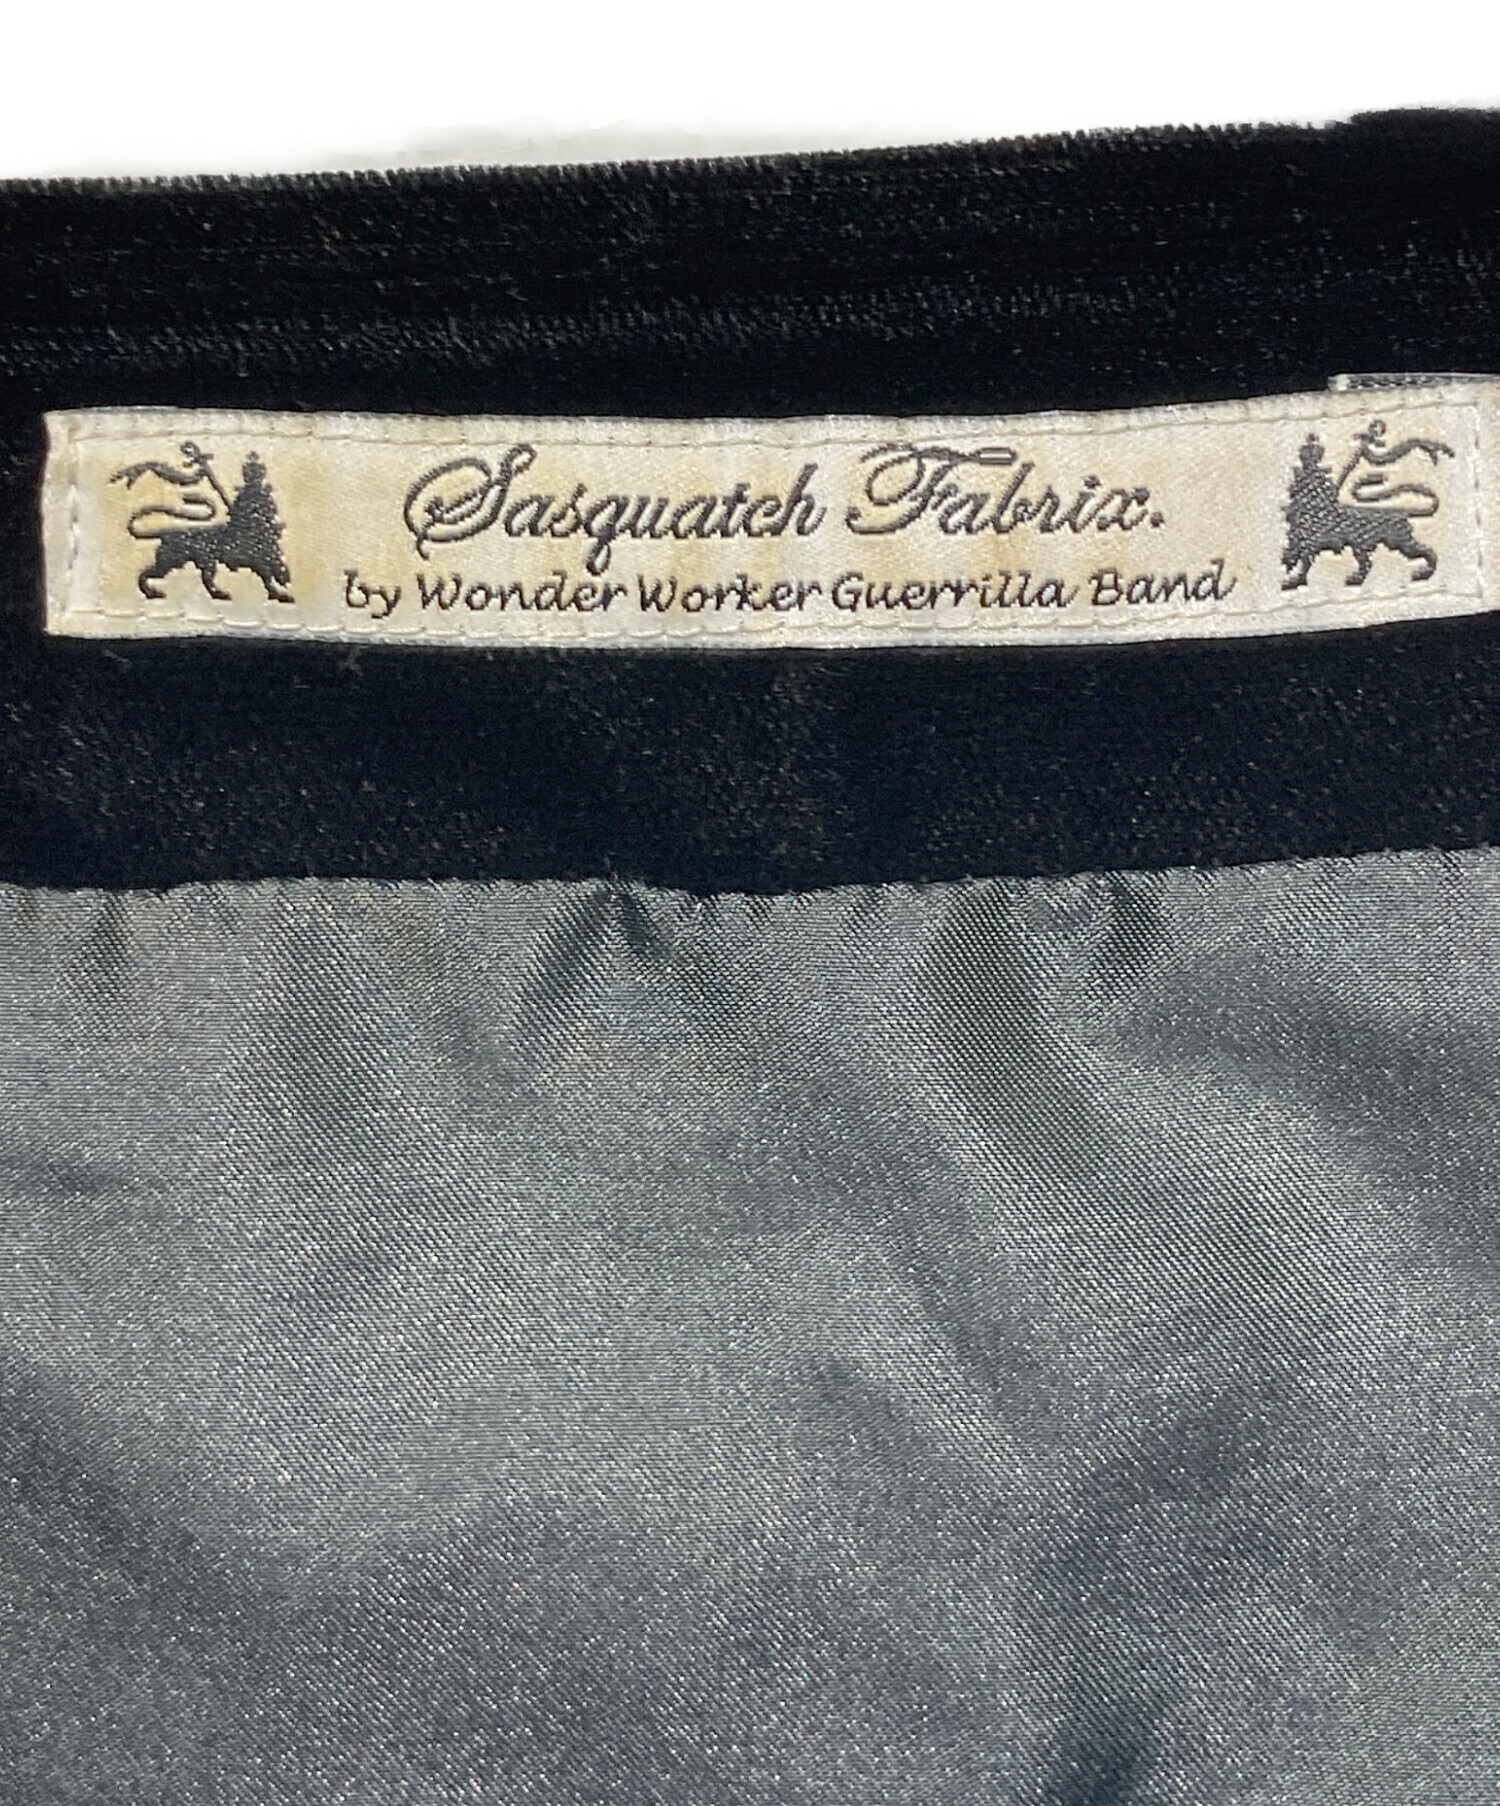 Sasquatch Fabrix.
by Wonder Worker Guerrilla Band